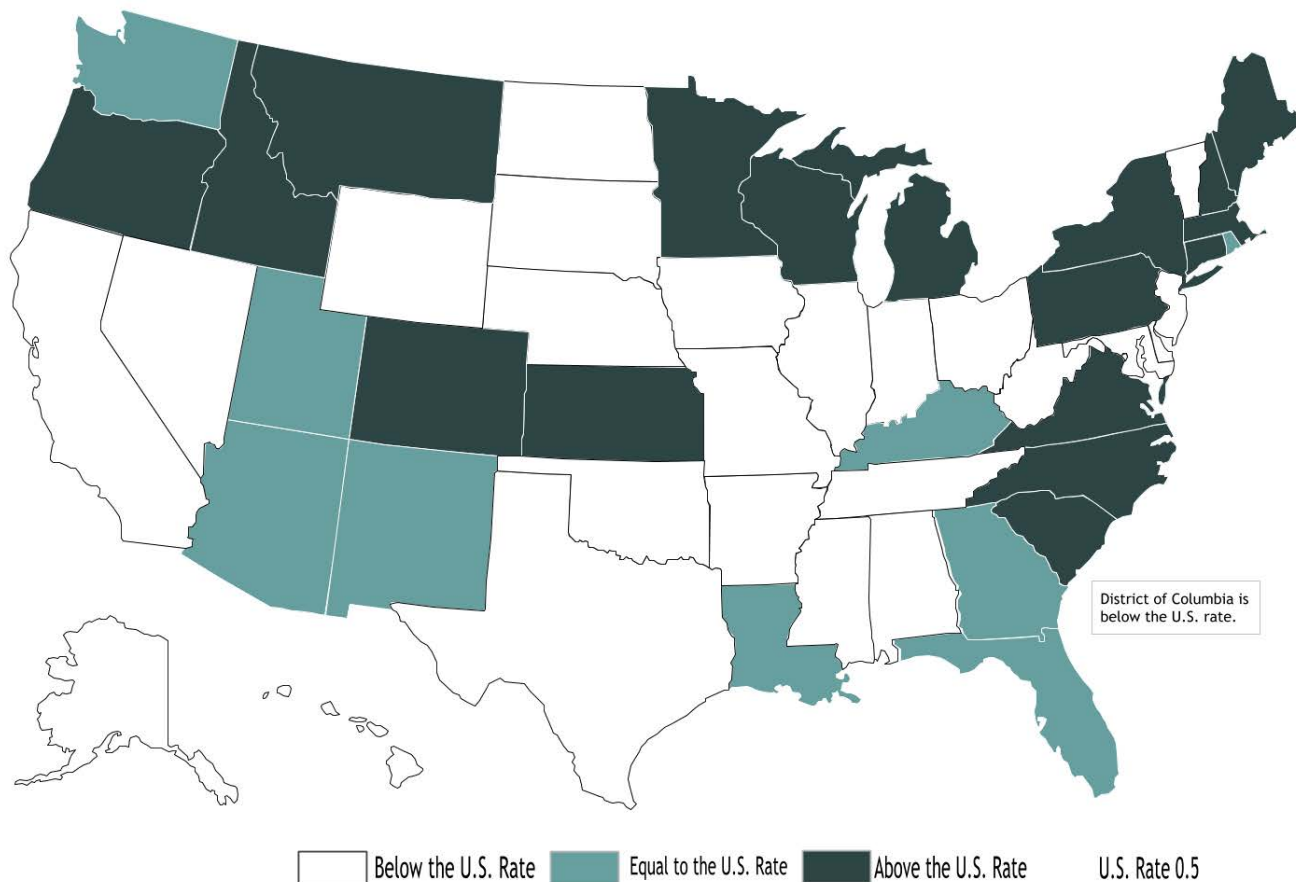 District of Columbia is
below the U.S. rate.
Below the U.S. Rate
Equal to the U.S. Rate
Above the U.S. Rate
U.S. Rate 0.5